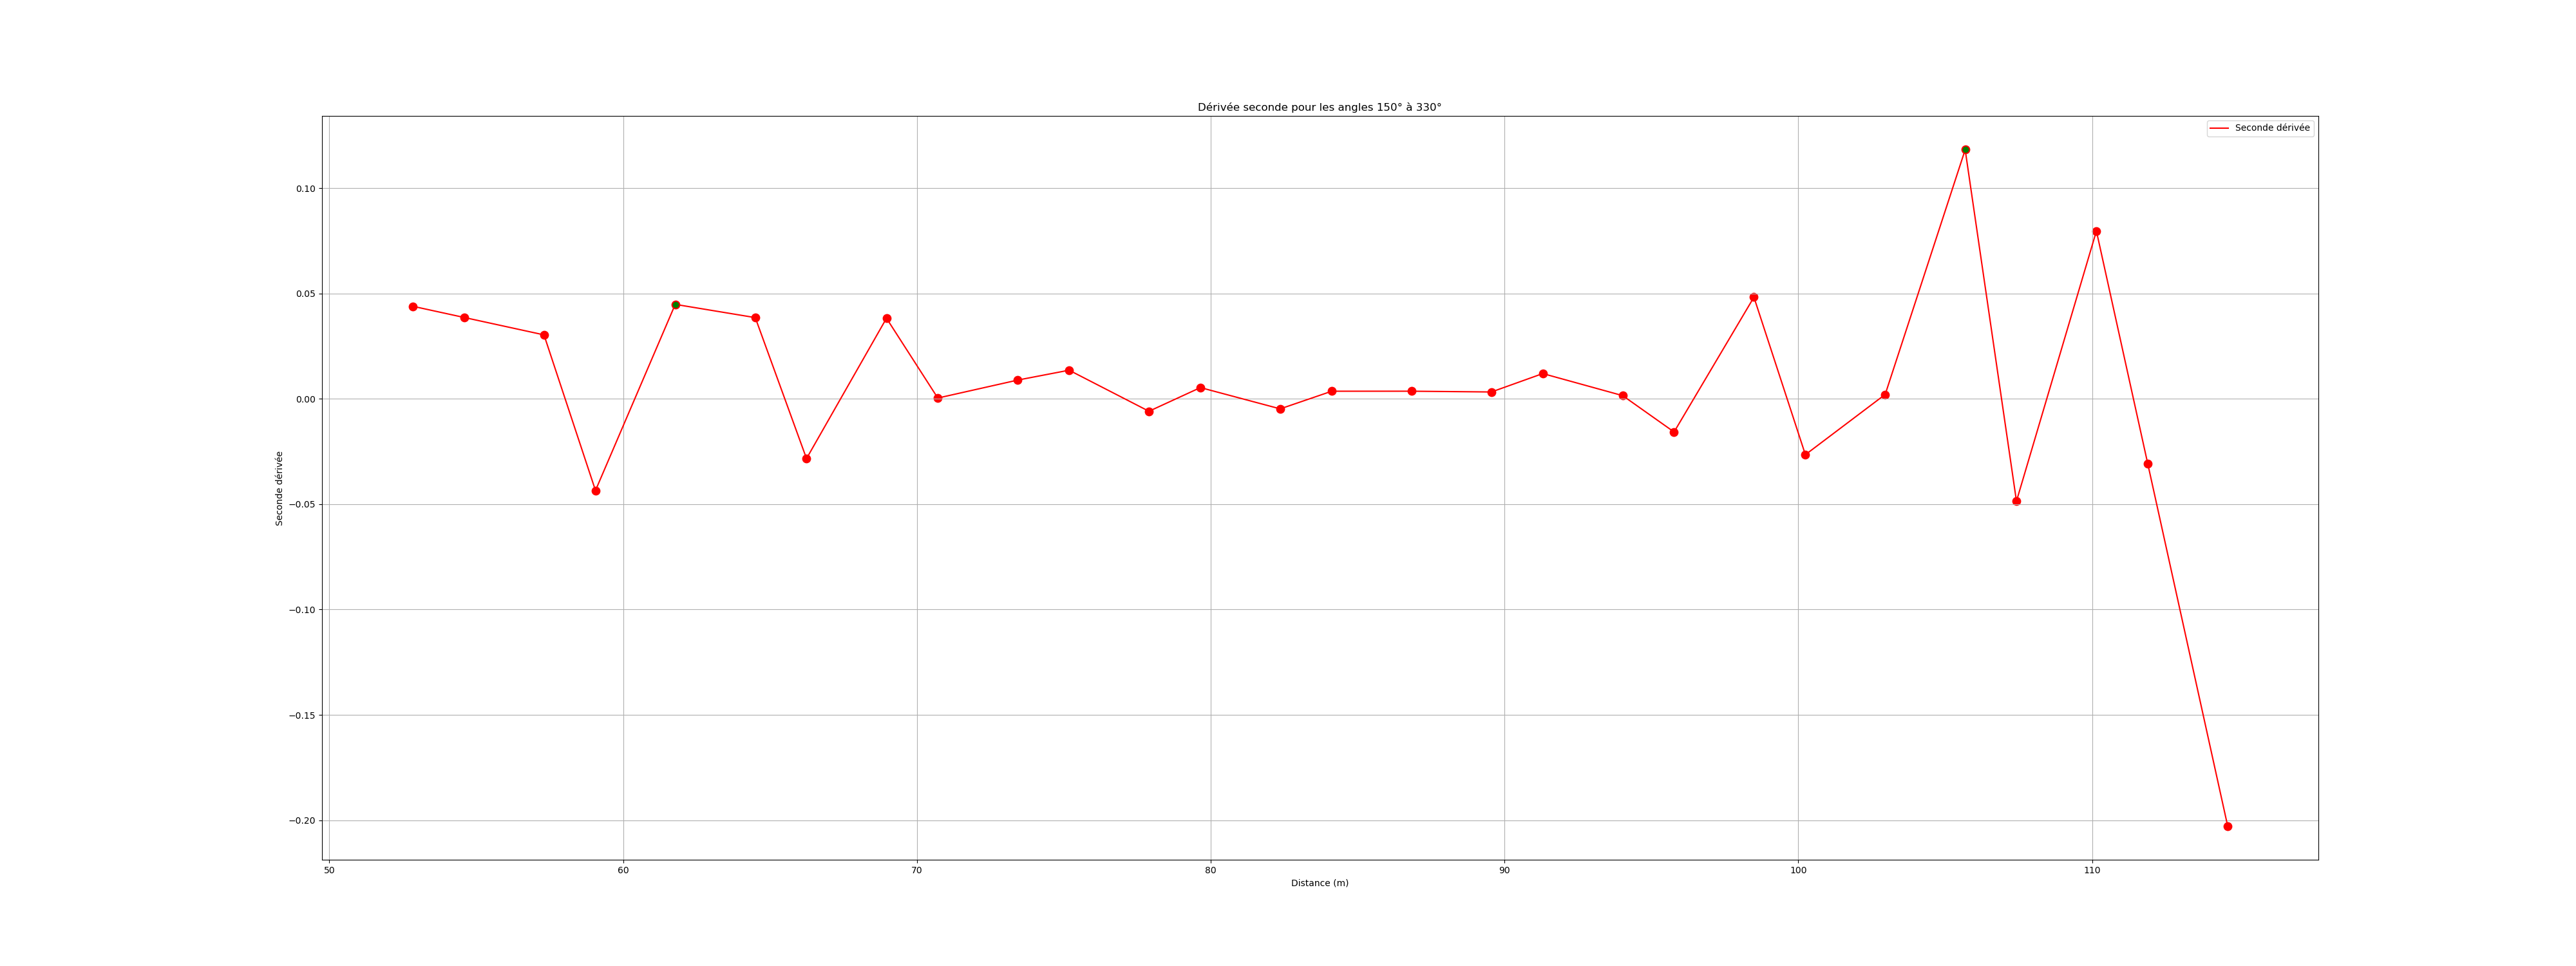 Dérivée seconde pour les angles 150° à 330°
Seconde dérivée
0.10
0.05
0.00
−0.05
−0.10
−0.15
−0.20
Seconde dérivée
50 60 70 80 90 100 110
Distance (m)